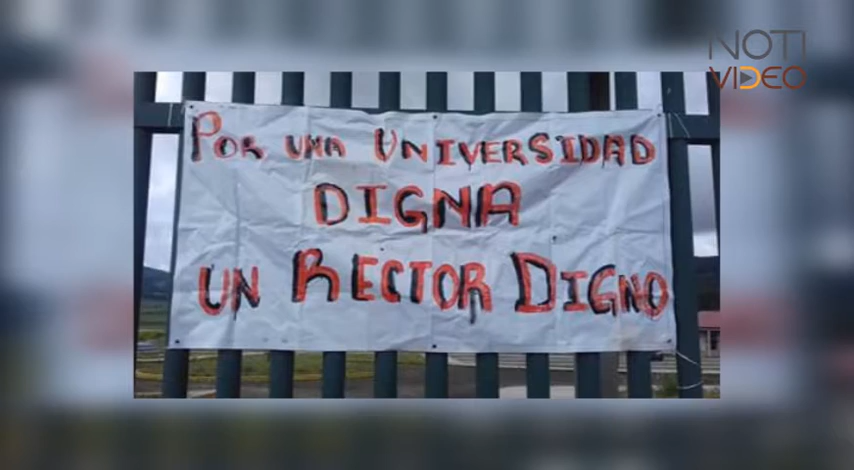 NOTI
VIDEO
POR UNA UNIVERSIDAD
DIGNA
UN RECTOR DIGNO